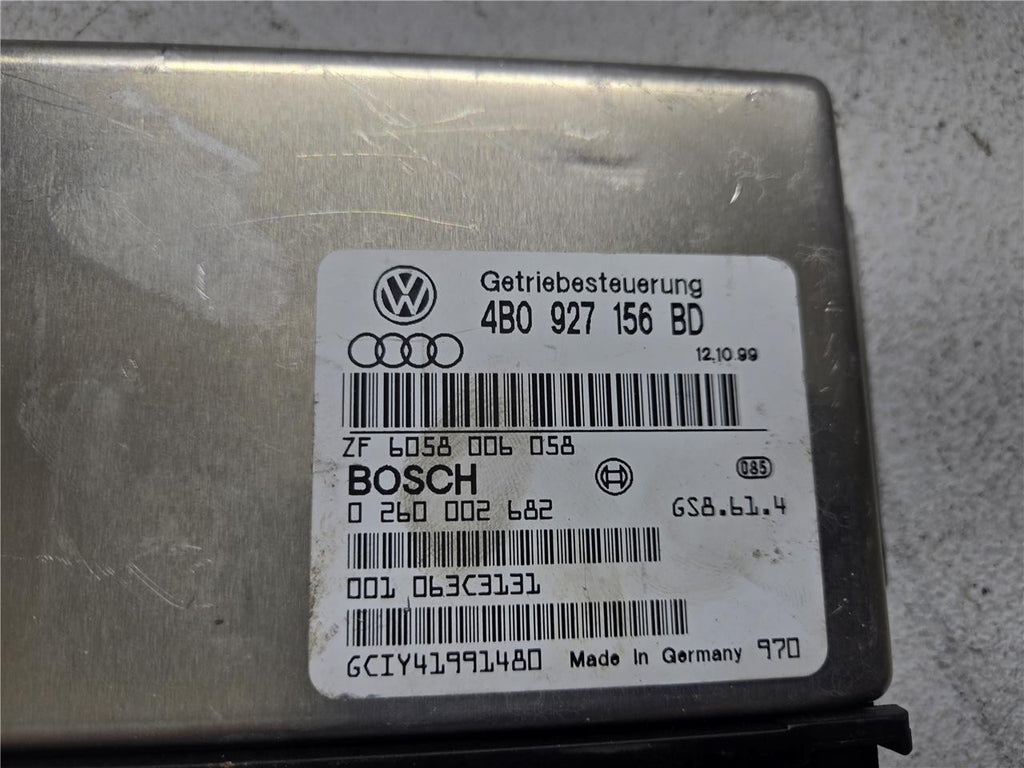 Getriebesteuerung
4B0 927 156 BD
12.10.99
ZF 6058 006 058
BOSCH
085
0 260 002 682 GS8.61.4
001 063C3131
GCIY41991480 Made in Germany 970